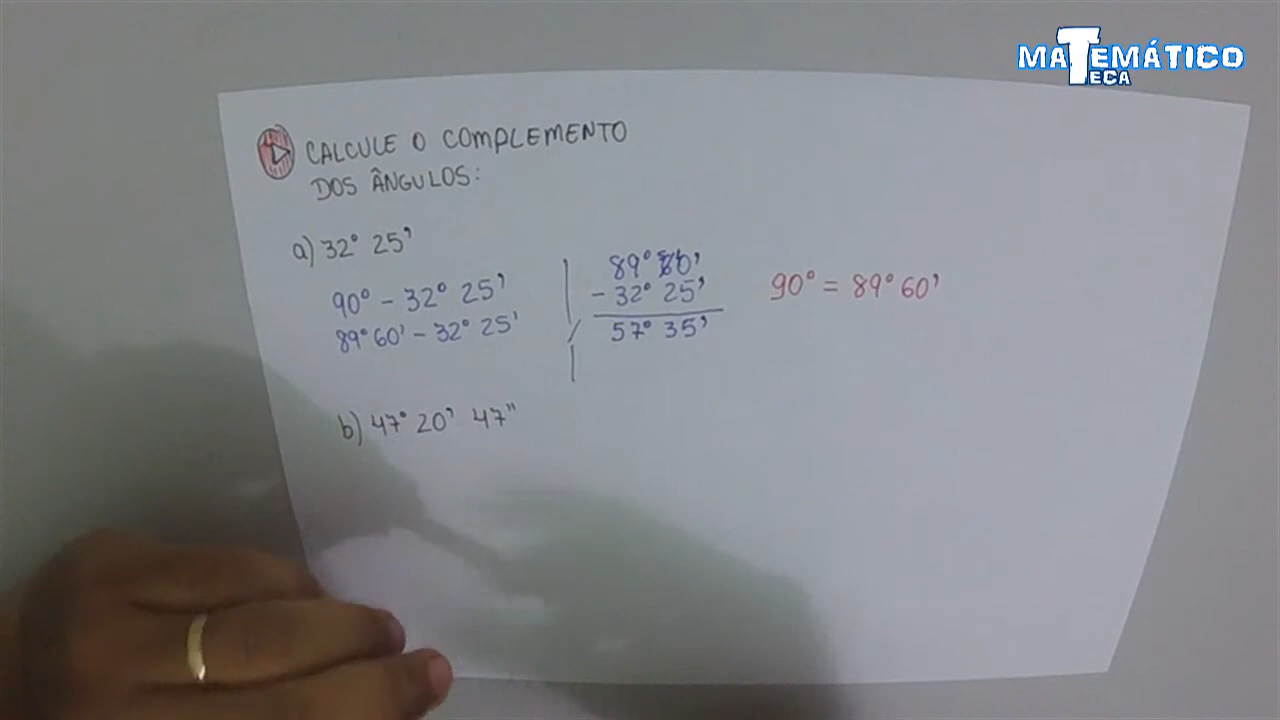 MATEMÁTICO
TECA
CALCULE O COMPLEMENTO
DOS ÂNGULOS:
a) 32° 25'
90° - 32° 25'
89° 60' - 32° 25'
89° 60'
- 32° 25'
57° 35'
90° = 89° 60'
b) 47° 20' 47"